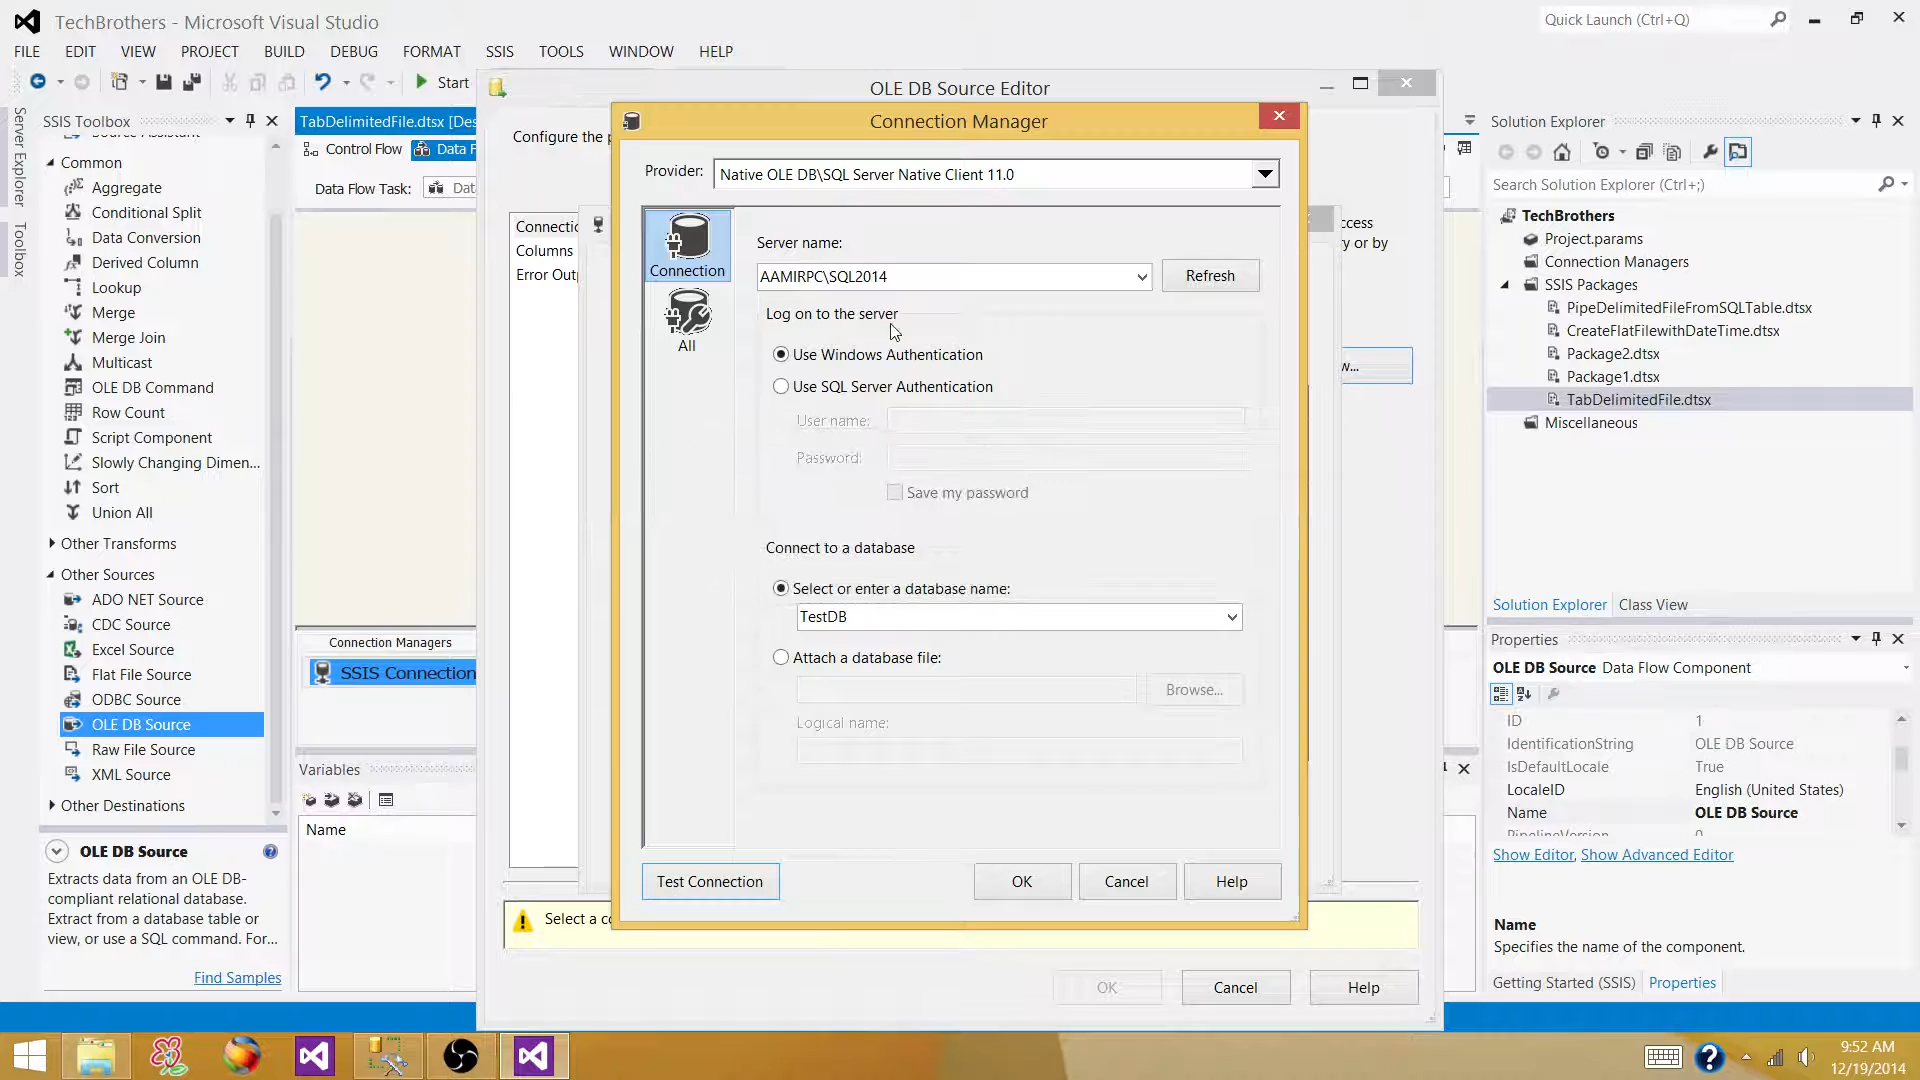 TechBrothers - Microsoft Visual Studio
Quick Launch (Ctrl+Q)
FILE EDIT VIEW PROJECT BUILD DEBUG FORMAT SSIS TOOLS WINDOW HELP
Start
Server Explorer
Toolbox
SSIS Toolbox
Common
Aggregate
Conditional Split
Data Conversion
Derived Column
Lookup
Merge
Merge Join
Multicast
OLE DB Command
Row Count
Script Component
Slowly Changing Dimen...
Sort
Union All
Other Transforms
Other Sources
ADO NET Source
CDC Source
Excel Source
Flat File Source
ODBC Source
OLE DB Source
Raw File Source
XML Source
Other Destinations
OLE DB Source
Extracts data from an OLE DB-
compliant relational database.
Extract from a database table or
view, or use a SQL command. For...
Find Samples
TabDelimitedFile.dtsx [Des
Control Flow
Data F
Data Flow Task:
Dat
Connection Managers
SSIS Connection
Variables
Name
OLE DB Source Editor
Configure the p
Columns
ccess
y or by
w...
OK
Cancel
Help
Connection Manager
Provider:
Native OLE DB\SQL Server Native Client 11.0
Connection
All
Server name:
AAMIRPC\SQL2014
Refresh
Log on to the server
Use Windows Authentication
Use SQL Server Authentication
User name:
Password:
Save my password
Connect to a database
Select or enter a database name:
TestDB
Attach a database file:
Browse...
Logical name:
Test Connection
OK
Cancel
Help
Solution Explorer
Search Solution Explorer (Ctrl+;)
TechBrothers
Project.params
Connection Managers
SSIS Packages
PipeDelimitedFileFromSQLTable.dtsx
CreateFlatFilewithDateTime.dtsx
Package2.dtsx
Package1.dtsx
TabDelimitedFile.dtsx
Miscellaneous
Solution Explorer Class View
Properties
OLE DB Source Data Flow Component
ID 1
IdentificationString OLE DB Source
IsDefaultLocale True
LocaleID English (United States)
Name OLE DB Source
Show Editor, Show Advanced Editor
Name
Specifies the name of the component.
Getting Started (SSIS) Properties
9:52 AM
12/19/2014